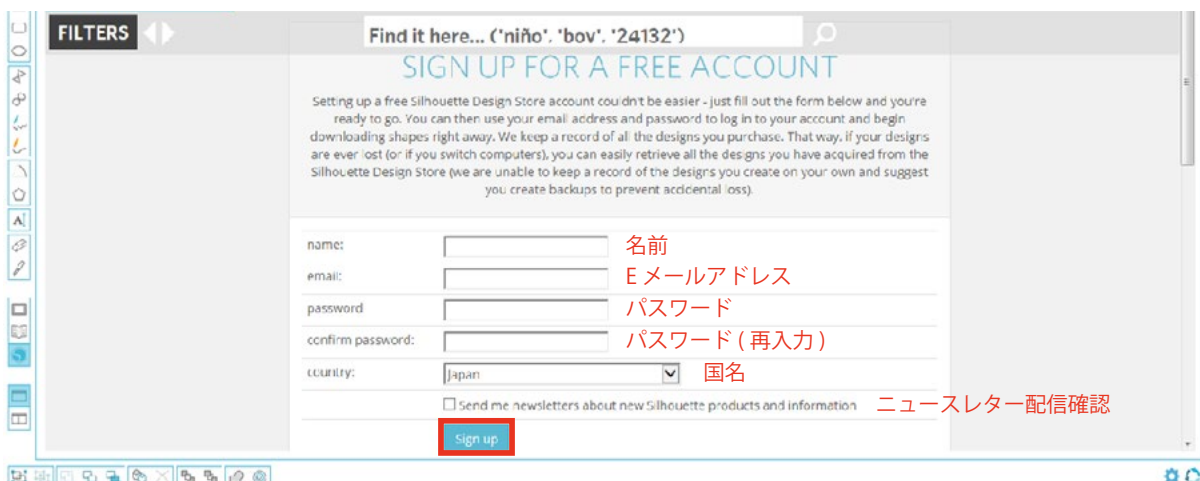 FILTERS
Find it here... ("niño", "boy", "24132")
SIGN UP FOR A FREE ACCOUNT
Setting up a free Silhouette Design Store account couldn't be easier - just fill out the form below and you're
ready to go. You can then use your email address and password to log in to your account and begin
downloading shapes right away. We keep a record of all the designs you purchase. That way, if your designs
are ever lost (or if you switch computers), you can easily retrieve all the designs you have acquired from the
Silhouette Design Store (we are unable to keep a record of the designs you create on your own and suggest
you create backups to prevent accidental loss).
name: 名前
email: E メールアドレス
password パスワード
confirm password: パスワード ( 再入力 )
country: Japan 国名
Send me newsletters about new Silhouette products and information ニュースレター配信確認
Sign up